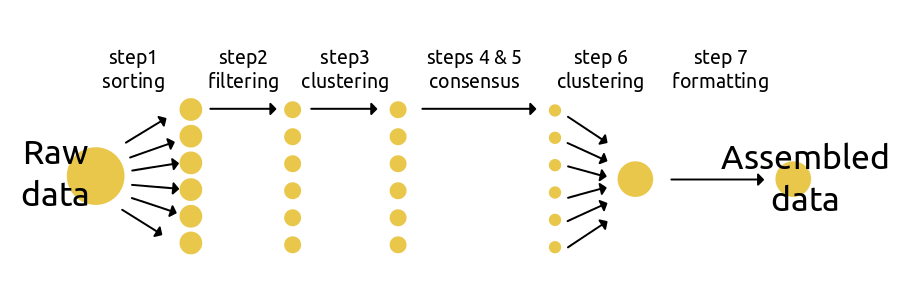 step1
sorting
step2
filtering
step3
clustering
steps 4 & 5
consensus
step 6
clustering
step 7
formatting
Raw
data
Assembled
data